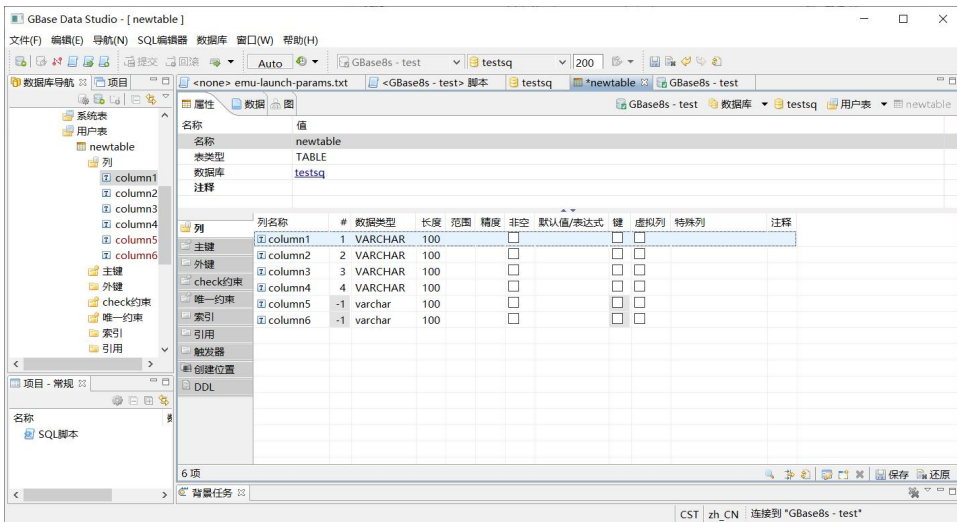 GBase Data Studio - [ newtable ]
文件(F) 编辑(E) 导航(N) SQL编辑器 数据库 窗口(W) 帮助(H)
提交 回滚 Auto GBase8s - test testsq 200
数据库导航 项目
<none> emu-launch-params.txt <GBase8s - test> 脚本 testsq *newtable GBase8s - test
属性 数据 图 GBase8s - test 数据库 testsq 用户表 newtable
系统表
用户表
newtable
列
column1
column2
column3
column4
column5
column6
主键
外键
check约束
唯一约束
索引
引用
名称 值
名称 newtable
表类型 TABLE
数据库 testsq
注释
列
主键
外键
check约束
唯一约束
索引
引用
触发器
创建位置
DDL
列名称 # 数据类型 长度 范围 精度 非空 默认值/表达式 键 虚拟列 特殊列 注释
column1 1 VARCHAR 100
column2 2 VARCHAR 100
column3 3 VARCHAR 100
column4 4 VARCHAR 100
column5 -1 varchar 100
column6 -1 varchar 100
项目 - 常规
名称
SQL脚本
6 项 保存 还原
背景任务
CST zh_CN 连接到 "GBase8s - test"